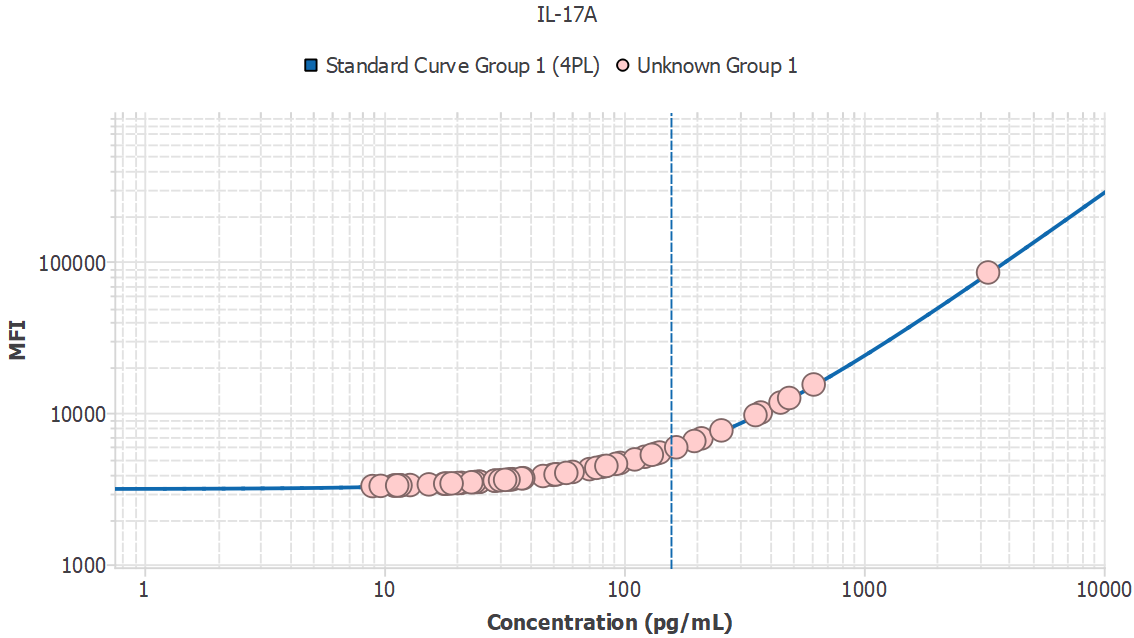 IL-17A
Standard Curve Group 1 (4PL) Unknown Group 1
100000
10000
1000
MFI
1 10 100 1000 10000
Concentration (pg/mL)